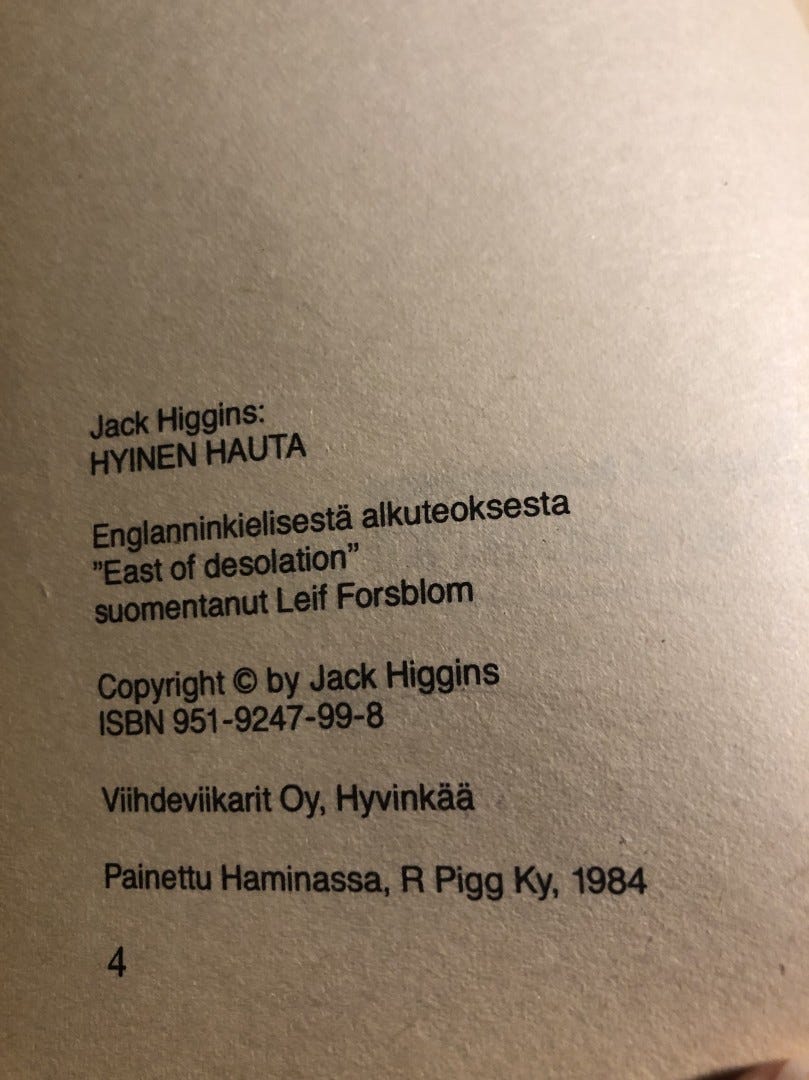 Jack Higgins:
HYINEN HAUTA
Englanninkielisestä alkuteoksesta
”East of desolation”
suomentanut Leif Forsblom
Copyright © by Jack Higgins
ISBN 951-9247-99-8
Viihdeviikarit Oy, Hyvinkää
Painettu Haminassa, R Pigg Ky, 1984
4